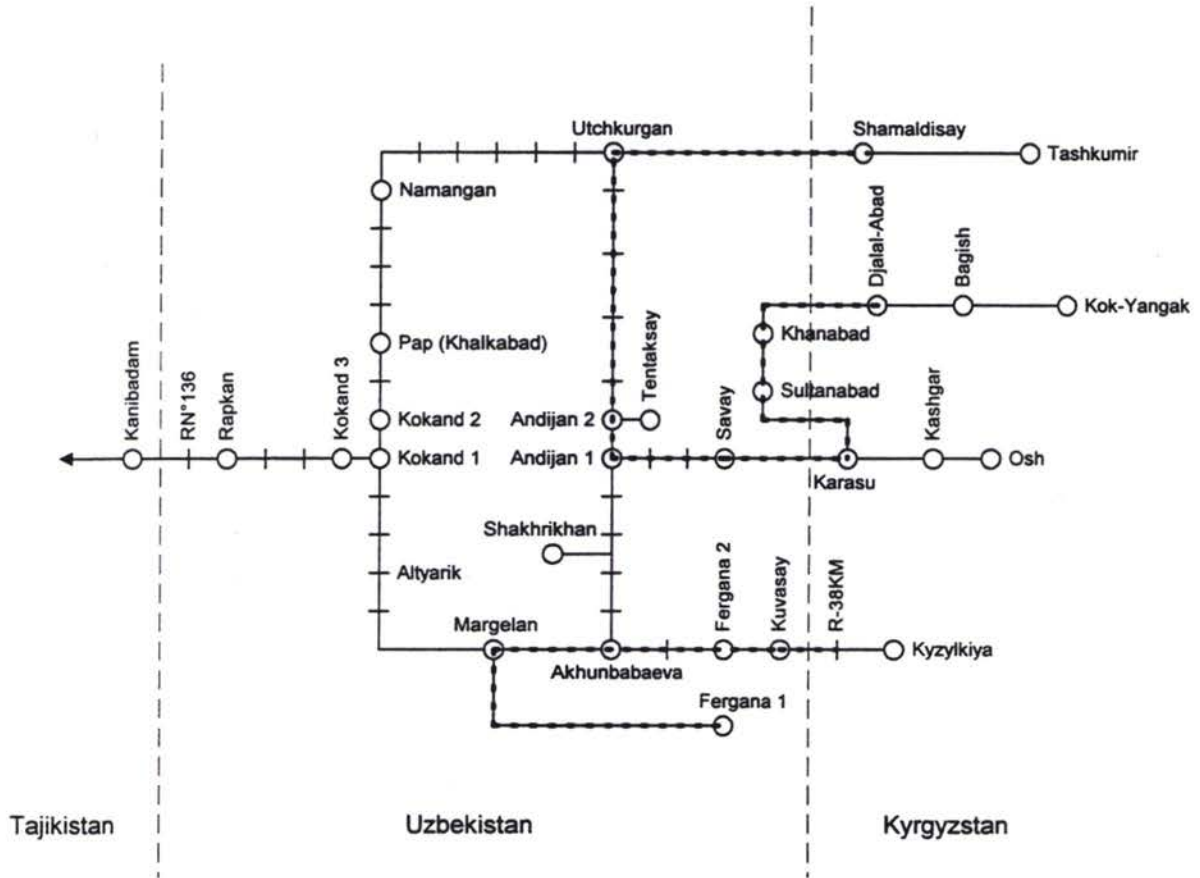 Utchkurgan
Shamaldisay
Tashkumir
Namangan
Djalal-Abad
Bagish
Kok-Yangak
Khanabad
Pap (Khalkabad)
Tentaksay
Sultanabad
Kanibadam
RN°136
Rapkan
Kokand 3
Kokand 2
Andijan 2
Savay
Kashgar
Kokand 1
Andijan 1
Karasu
Osh
Shakhrikhan
Altyarik
Fergana 2
Kuvasay
R-38KM
Margelan
Akhunbabaeva
Kyzylkiya
Fergana 1
Tajikistan
Uzbekistan
Kyrgyzstan